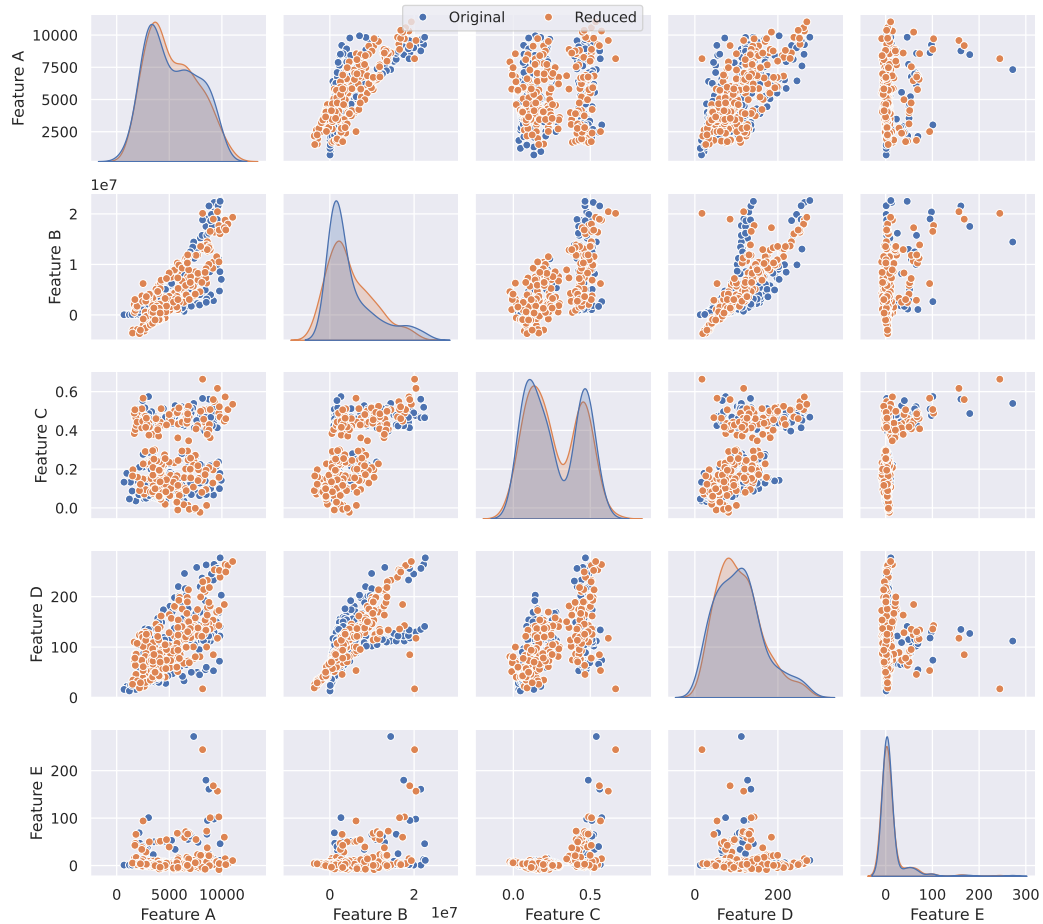 Original Reduced
10000
7500
5000
2500
Feature A
1e7
2
1
0
Feature B
0.6
0.4
0.2
0.0
Feature C
200
100
0
Feature D
200
100
0
Feature E
0 5000 10000 0 2 0.0 0.5 0 200 0 100 200 300
1e7
Feature A Feature B Feature C Feature D Feature E